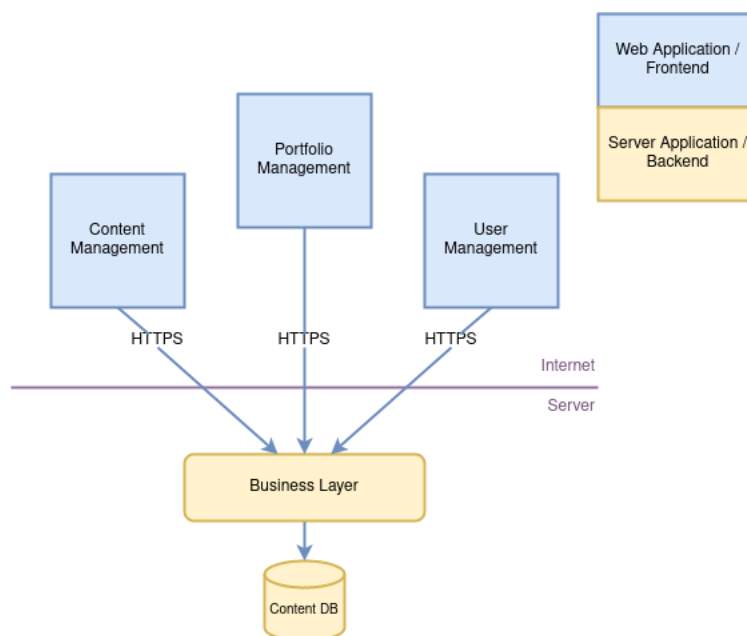 Web Application /
Frontend
Server Application /
Backend
Portfolio
Management
Content
Management
User
Management
HTTPS
HTTPS
HTTPS
Internet
Server
Business Layer
Content DB